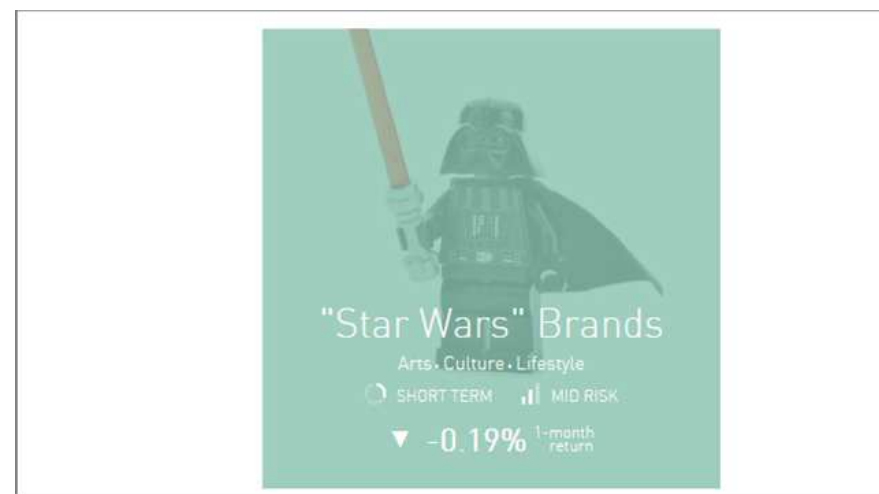 "Star Wars" Brands
Arts • Culture • Lifestyle
SHORT TERM MID RISK
▼ -0.19% 1-month return